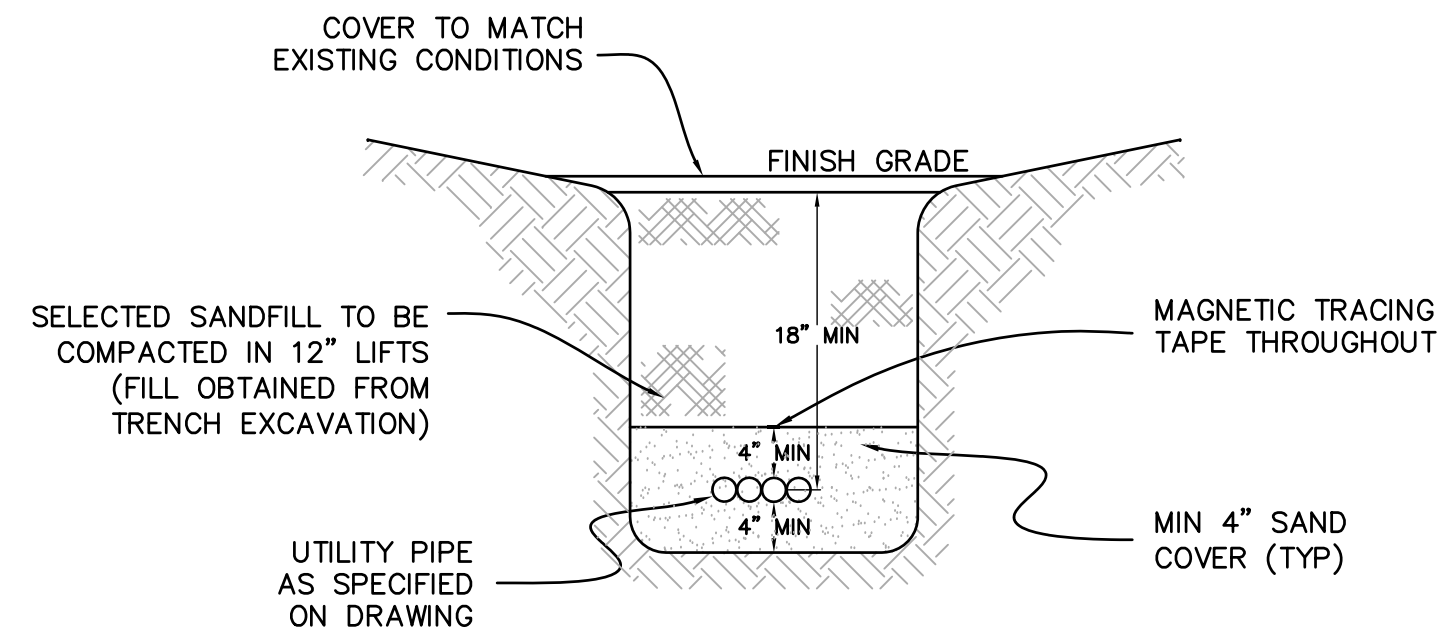 COVER TO MATCH
EXISTING CONDITIONS
FINISH GRADE
SELECTED SANDFILL TO BE
COMPACTED IN 12” LIFTS
(FILL OBTAINED FROM
TRENCH EXCAVATION)
18” MIN
MAGNETIC TRACING
TAPE THROUGHOUT
4” MIN
4” MIN
MIN 4” SAND
COVER (TYP)
UTILITY PIPE
AS SPECIFIED
ON DRAWING